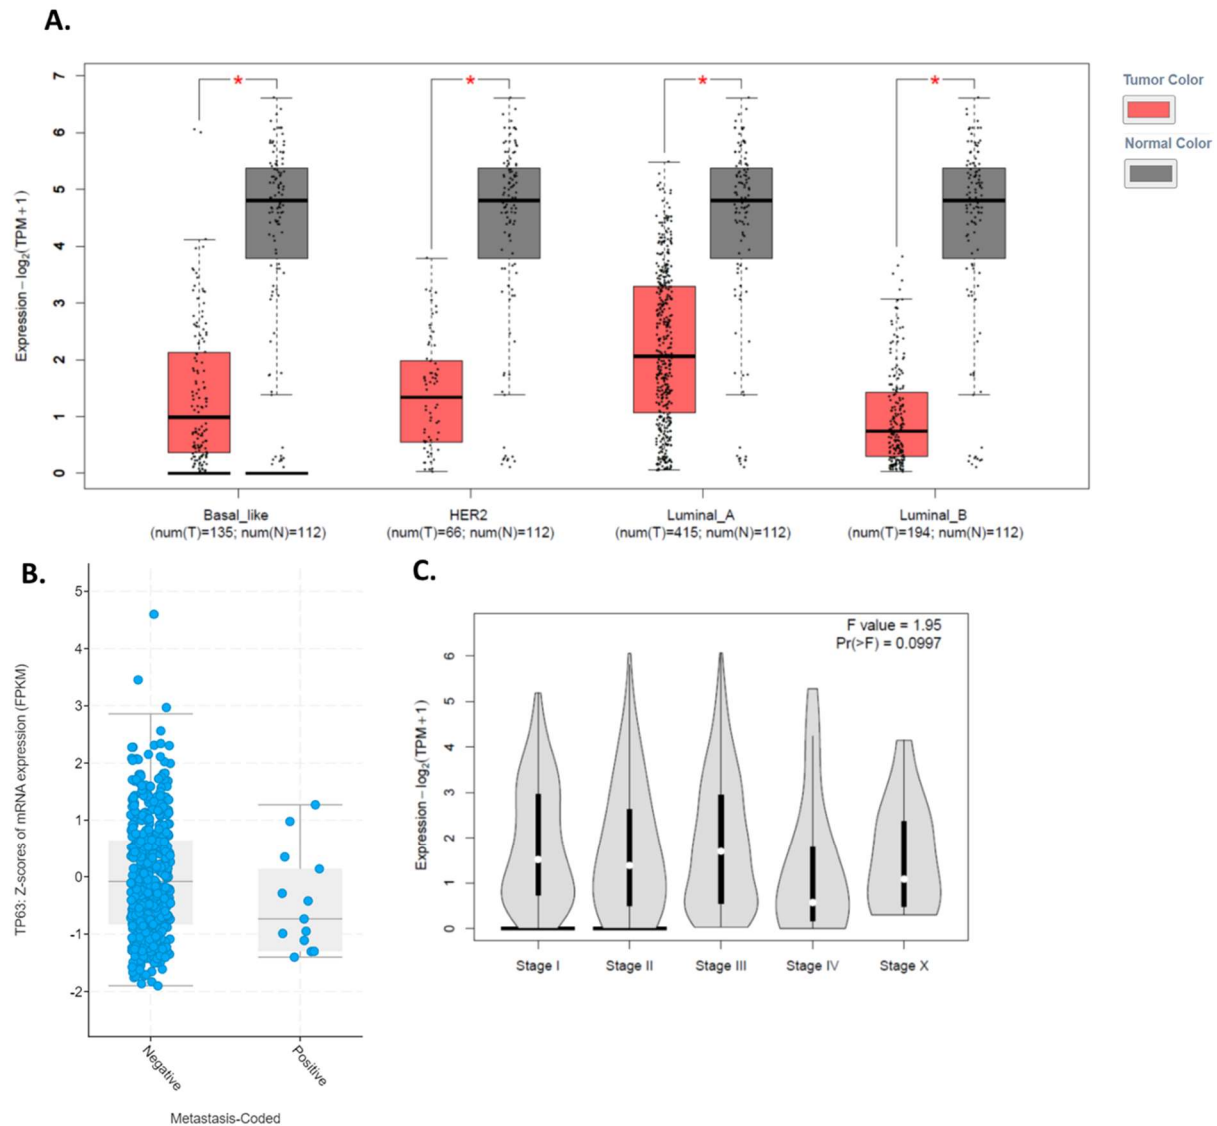 A.
7
6
5
4
3
2
1
0
Expression – log₂(TPM + 1)
* * * *
Tumor Color
Normal Color
Basal_like HER2 Luminal_A Luminal_B
(num(T)=135; num(N)=112) (num(T)=66; num(N)=112) (num(T)=415; num(N)=112) (num(T)=194; num(N)=112)
B.
5
4
3
2
1
0
-1
-2
TP63: Z-scores of mRNA expression (FPKM)
Negative Positive
Metastasis-Coded
C.
F value = 1.95
Pr(>F) = 0.0997
6
5
4
3
2
1
0
Expression – log₂(TPM + 1)
Stage I Stage II Stage III Stage IV Stage X